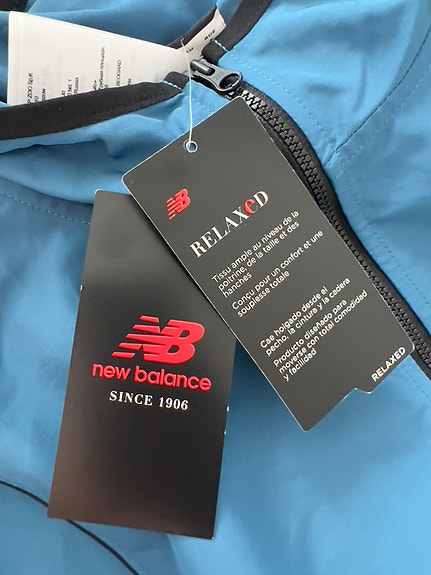 NB
RELAXeD
Tissu ample au niveau de la
poitrine, de la taille et des
hanches
Conçu pour un confort et une
souplesse totale
Cae holgado desde el
pecho, la cintura y la cadera
Producto diseñado para
moverse con total comodidad
y facilidad
RELAXED
NB
new balance
SINCE 1906